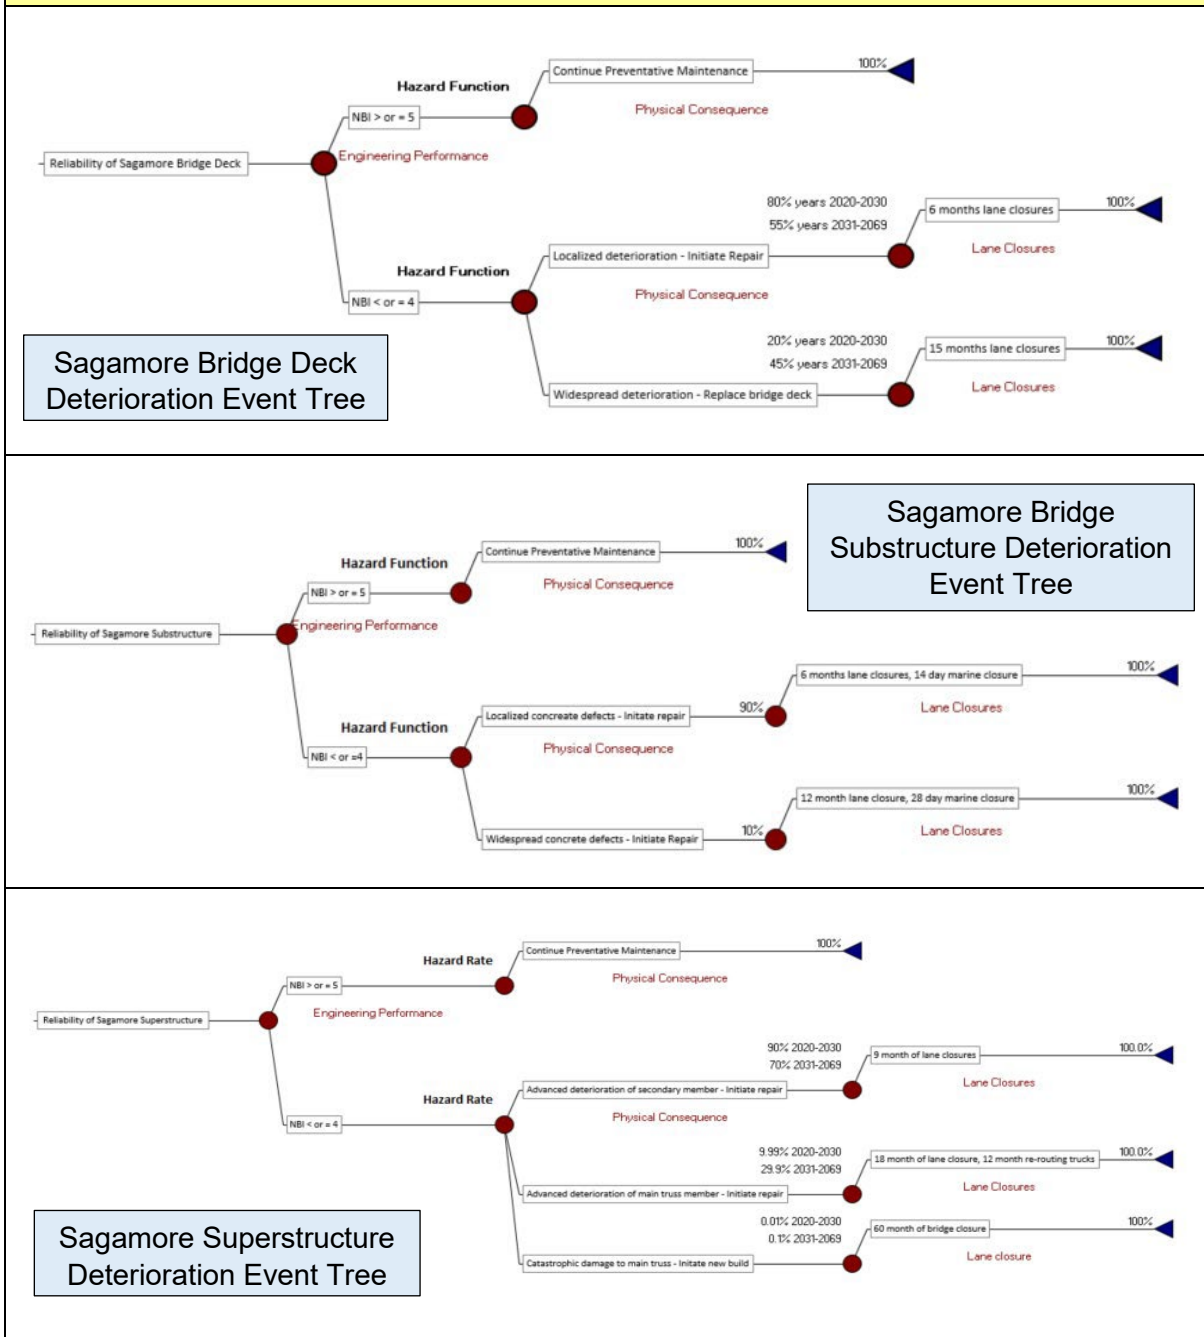 Continue Preventative Maintenance
100%
Hazard Function
Physical Consequence
NBI > or = 5
Engineering Performance
Reliability of Sagamore Bridge Deck
80% years 2020-2030
55% years 2031-2069
6 months lane closures
100%
Lane Closures
Hazard Function
Localized deterioration - Initiate Repair
Physical Consequence
NBI < or = 4
20% years 2020-2030
45% years 2031-2069
15 months lane closures
100%
Lane Closures
Widespread deterioration - Replace bridge deck
Sagamore Bridge Deck
Deterioration Event Tree
Sagamore Bridge
Substructure Deterioration
Event Tree
Continue Preventative Maintenance
100%
Hazard Function
Physical Consequence
NBI > or = 5
Engineering Performance
Reliability of Sagamore Substructure
6 months lane closures, 14 day marine closure
100%
Lane Closures
Localized concreate defects - Initate repair
90%
Hazard Function
Physical Consequence
NBI < or =4
12 month lane closure, 28 day marine closure
100%
Lane Closures
Widespread concrete defects - Initiate Repair
10%
Continue Preventative Maintenance
100%
Hazard Rate
Physical Consequence
NBI > or = 5
Engineering Performance
Reliability of Sagamore Superstructure
90% 2020-2030
70% 2031-2069
9 month of lane closures
100.0%
Lane Closures
Advanced deterioration of secondary member - Initiate repair
Hazard Rate
Physical Consequence
NBI < or = 4
9.99% 2020-2030
29.9% 2031-2069
18 month of lane closure, 12 month re-routing trucks
100.0%
Lane Closures
Advanced deterioration of main truss member - Initiate repair
0.01% 2020-2030
0.1% 2031-2069
60 month of bridge closure
100%
Lane closure
Catastrophic damage to main truss - Initate new build
Sagamore Superstructure
Deterioration Event Tree